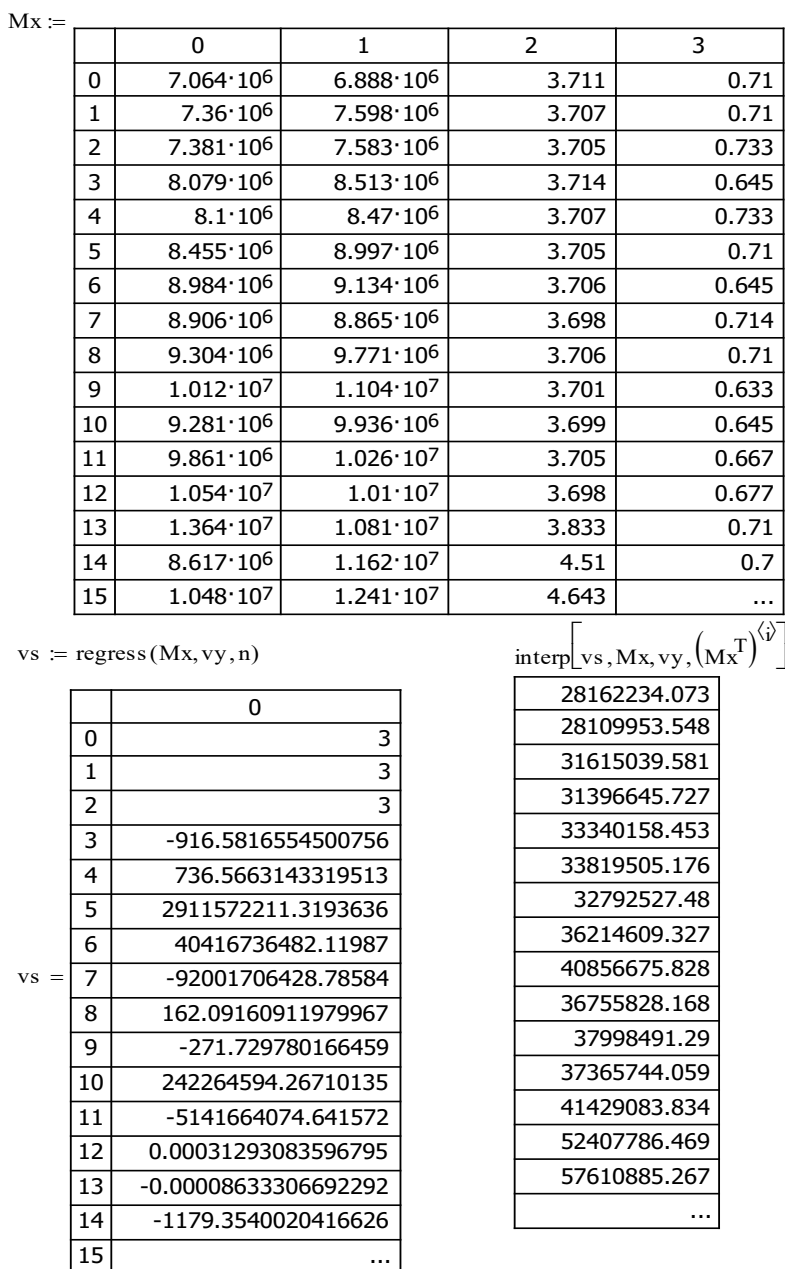 Mx :=
0 1 2 3
0 7.064·10⁶ 6.888·10⁶ 3.711 0.71
1 7.36·10⁶ 7.598·10⁶ 3.707 0.71
2 7.381·10⁶ 7.583·10⁶ 3.705 0.733
3 8.079·10⁶ 8.513·10⁶ 3.714 0.645
4 8.1·10⁶ 8.47·10⁶ 3.707 0.733
5 8.455·10⁶ 8.997·10⁶ 3.705 0.71
6 8.984·10⁶ 9.134·10⁶ 3.706 0.645
7 8.906·10⁶ 8.865·10⁶ 3.698 0.714
8 9.304·10⁶ 9.771·10⁶ 3.706 0.71
9 1.012·10⁷ 1.104·10⁷ 3.701 0.633
10 9.281·10⁶ 9.936·10⁶ 3.699 0.645
11 9.861·10⁶ 1.026·10⁷ 3.705 0.667
12 1.054·10⁷ 1.01·10⁷ 3.698 0.677
13 1.364·10⁷ 1.081·10⁷ 3.833 0.71
14 8.617·10⁶ 1.162·10⁷ 4.51 0.7
15 1.048·10⁷ 1.241·10⁷ 4.643 ...
vs := regress(Mx, vy, n)
vs =
0
0 3
1 3
2 3
3 -916.5816554500756
4 736.5663143319513
5 2911572211.3193636
6 40416736482.11987
7 -92001706428.78584
8 162.09160911979967
9 -271.729780166459
10 242264594.26710135
11 -5141664074.641572
12 0.00031293083596795
13 -0.00008633306692292
14 -1179.3540020416626
15 ...
interp[vs, Mx, vy, (Mxᵀ)^⟨i⟩]
28162234.073
28109953.548
31615039.581
31396645.727
33340158.453
33819505.176
32792527.48
36214609.327
40856675.828
36755828.168
37998491.29
37365744.059
41429083.834
52407786.469
57610885.267
...